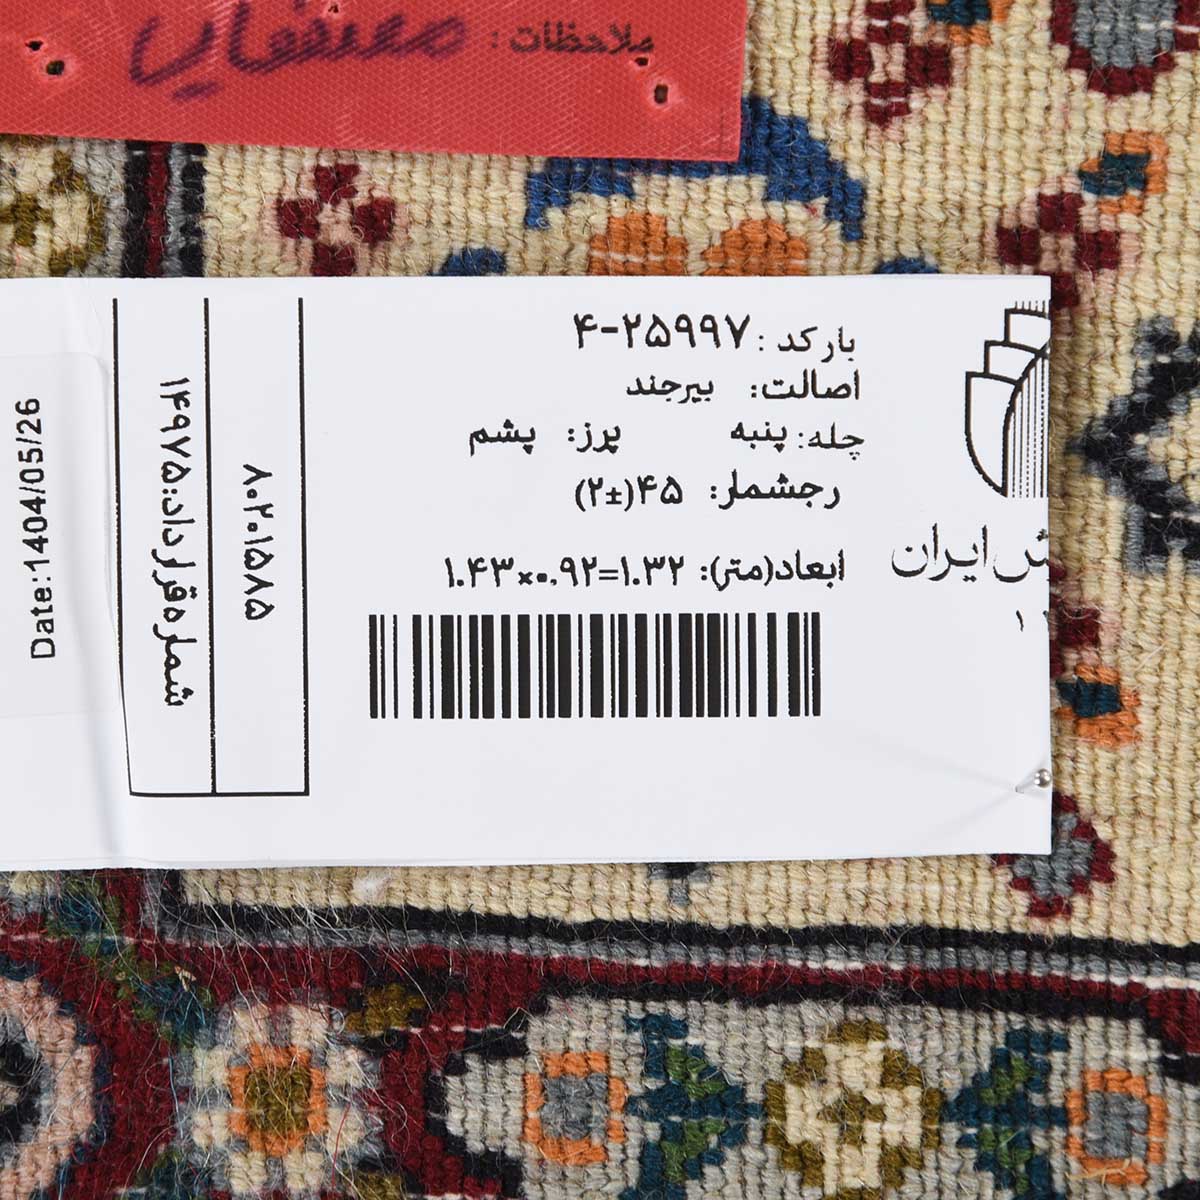 ملاحظات:
بارکد: ۴-۲۵۹۹۷
اصالت: بیرجند
چله: پنبه پرز: پشم
رجشمار: ۴۵(±۲)
ابعاد(متر): ۱.۴۳×۰.۹۲=۱.۳۲
ش ایران
۸۰۲۰۱۵۸۵
شماره قرارداد: ۱۴۹۷۵
Date:1404/05/26